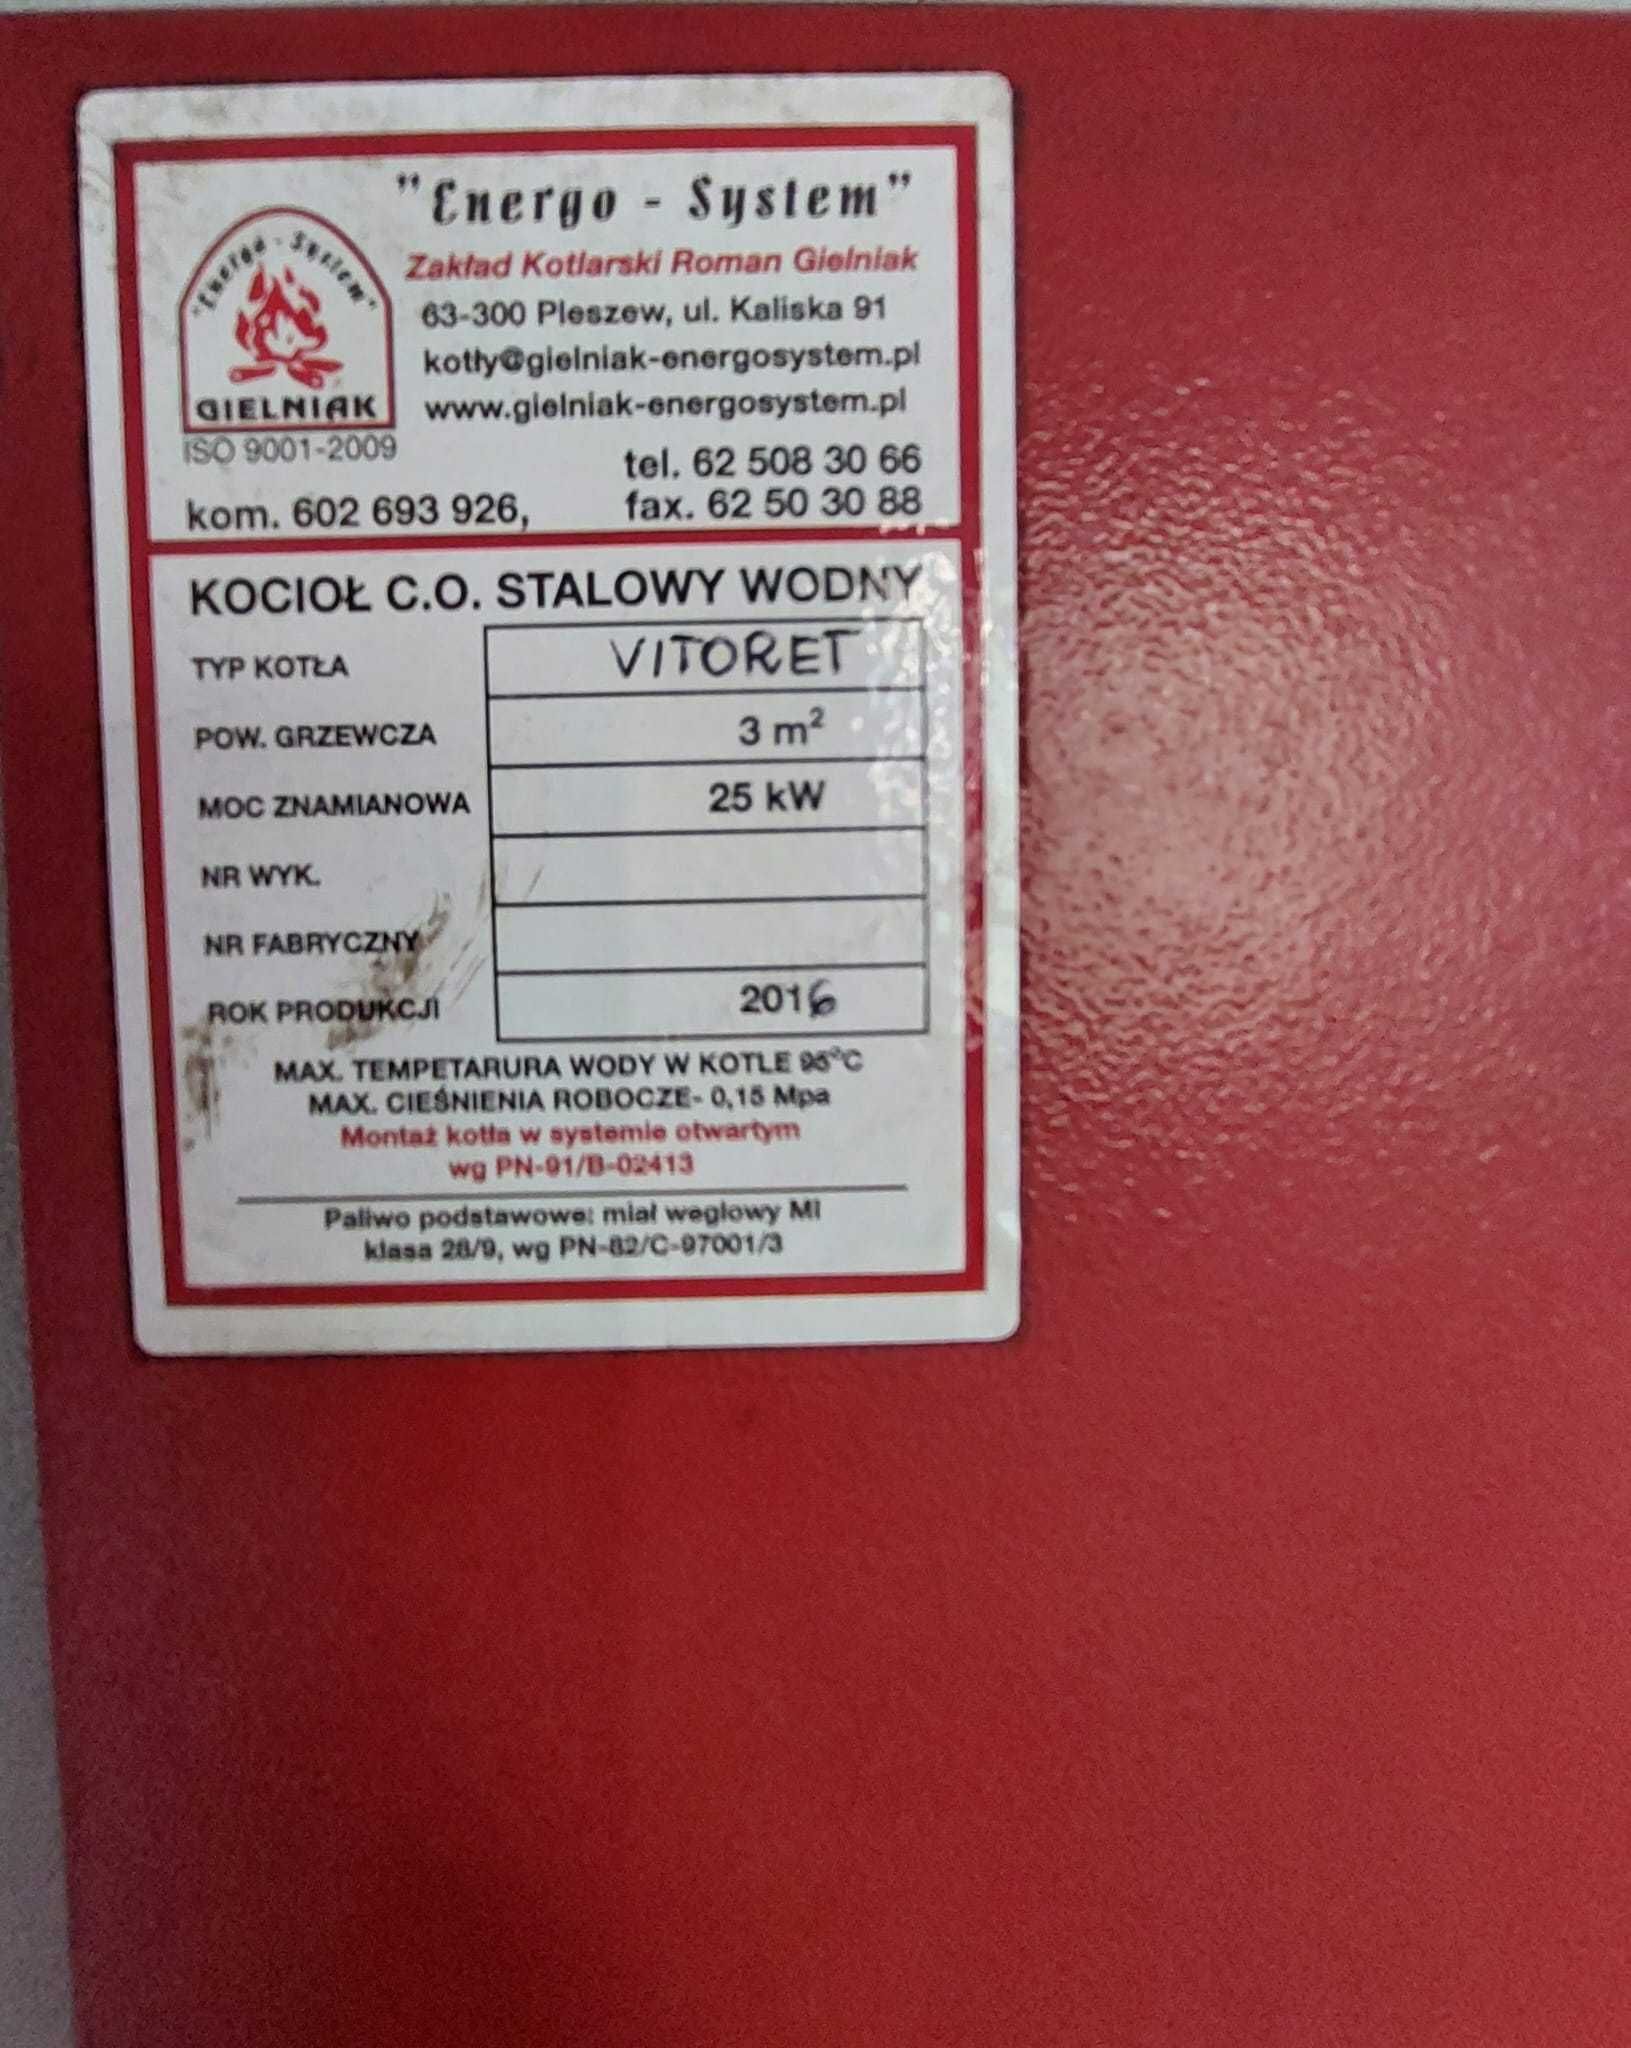 "Energo - System"
Zakład Kotlarski Roman Gielniak
63-300 Pleszew, ul. Kaliska 91
kotly@gielniak-energosystem.pl
www.gielniak-energosystem.pl
"Energo - System"
GIELNIAK
ISO 9001-2009
tel. 62 508 30 66
kom. 602 693 926,
fax. 62 50 30 88
KOCIOŁ C.O. STALOWY WODNY
TYP KOTŁA VITORET
POW. GRZEWCZA 3 m²
MOC ZNAMIANOWA 25 kW
NR WYK.
NR FABRYCZNY
ROK PRODUKCJI 2016
MAX. TEMPETARURA WODY W KOTLE 95°C
MAX. CIEŚNIENIA ROBOCZE- 0,15 Mpa
Montaż kotła w systemie otwartym
wg PN-91/B-02413
Paliwo podstawowe: miał węglowy MI
klasa 28/9, wg PN-82/C-97001/3